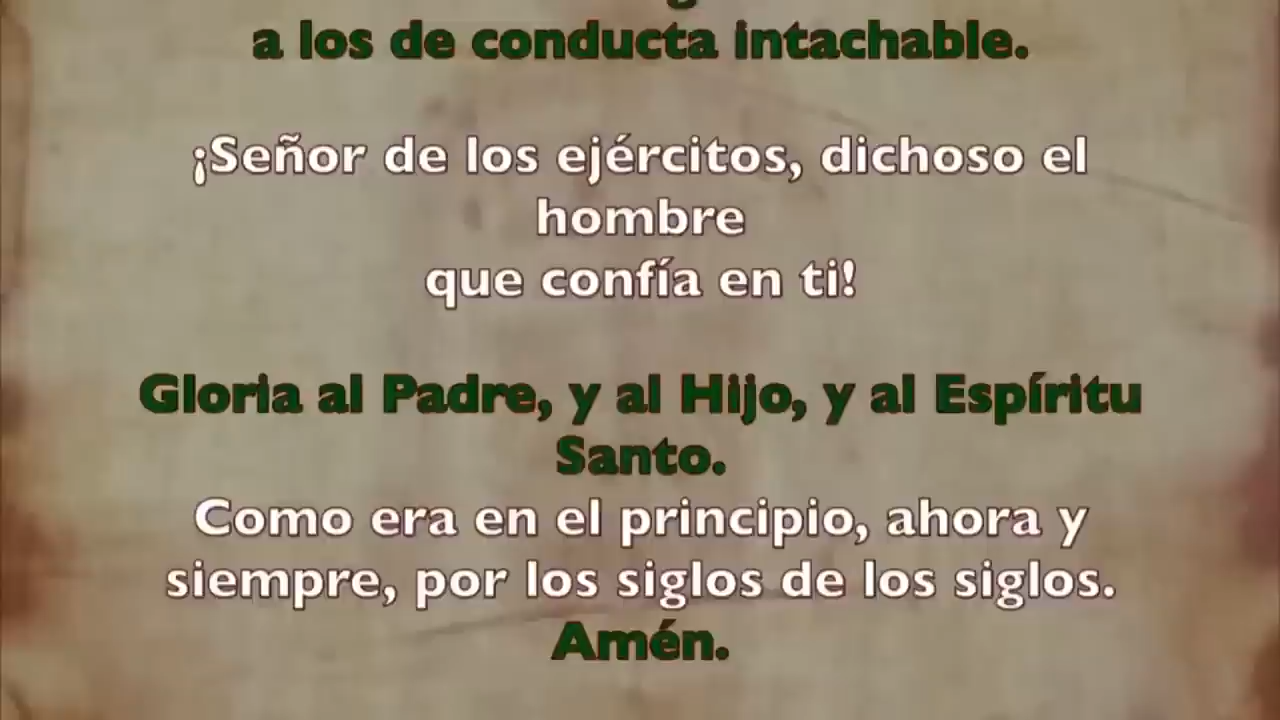 a los de conducta intachable.
¡Señor de los ejércitos, dichoso el
hombre
que confía en ti!
Gloria al Padre, y al Hijo, y al Espíritu
Santo.
Como era en el principio, ahora y
siempre, por los siglos de los siglos.
Amén.